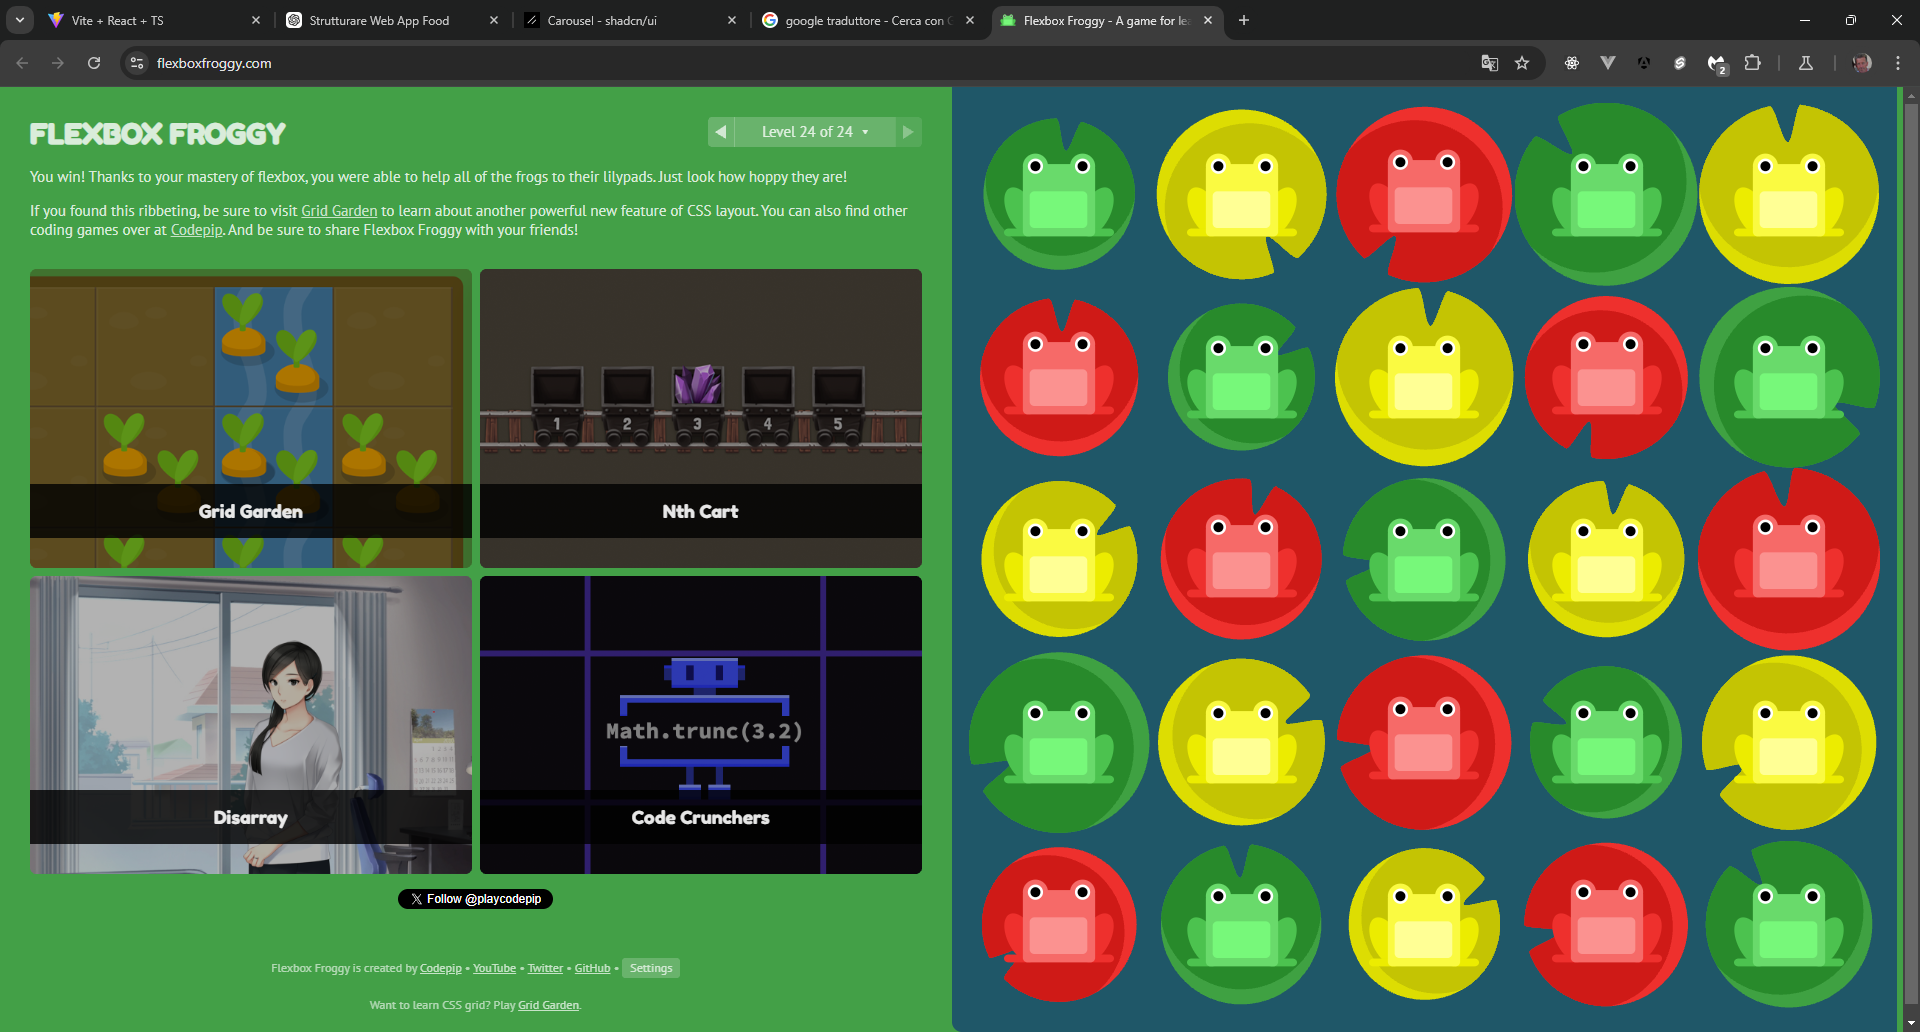 Vite + React + TS
Strutturare Web App Food
Carousel - shadcn/ui
google traduttore - Cerca con G
Flexbox Froggy - A game for lea
flexboxfroggy.com
2
FLEXBOX FROGGY
Level 24 of 24
You win! Thanks to your mastery of flexbox, you were able to help all of the frogs to their lilypads. Just look how hoppy they are!
If you found this ribbeting, be sure to visit Grid Garden to learn about another powerful new feature of CSS layout. You can also find other
coding games over at Codepip. And be sure to share Flexbox Froggy with your friends!
Grid Garden
1 2 3 4 5
Nth Cart
Disarray
Math.trunc(3.2)
Code Crunchers
Follow @playcodepip
Flexbox Froggy is created by Codepip • YouTube • Twitter • GitHub • Settings
Want to learn CSS grid? Play Grid Garden.